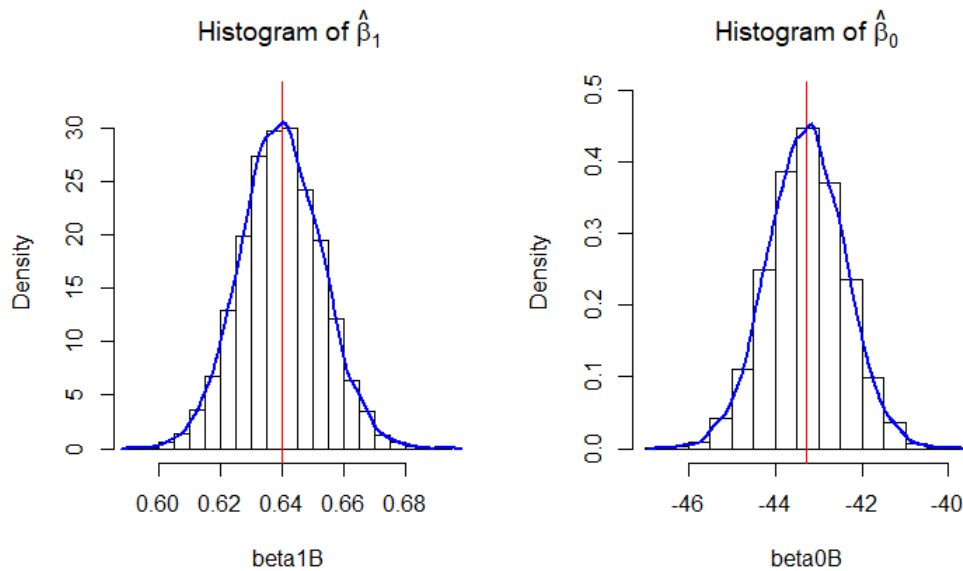 Histogram of β̂₁
Density
0 5 10 15 20 25 30
0.60 0.62 0.64 0.66 0.68
beta1B
Histogram of β̂₀
Density
0.0 0.1 0.2 0.3 0.4 0.5
-46 -44 -42 -40
beta0B